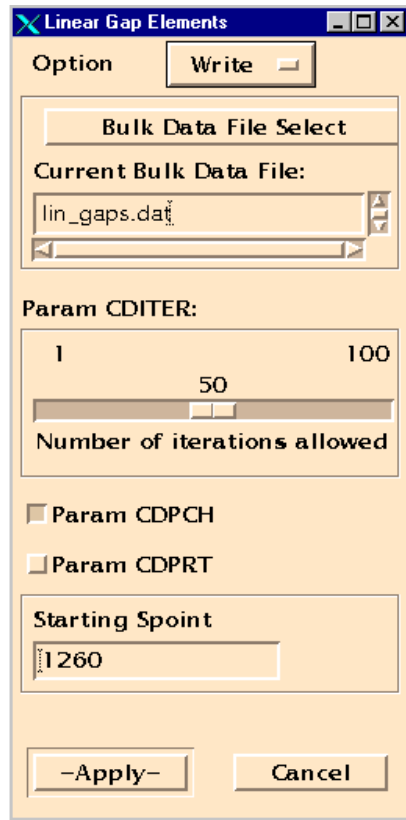 Linear Gap Elements
Option Write
Bulk Data File Select
Current Bulk Data File:
lin_gaps.dat
Param CDITER:
1 100
50
Number of iterations allowed
Param CDPCH
Param CDPRT
Starting Spoint
1260
-Apply- Cancel